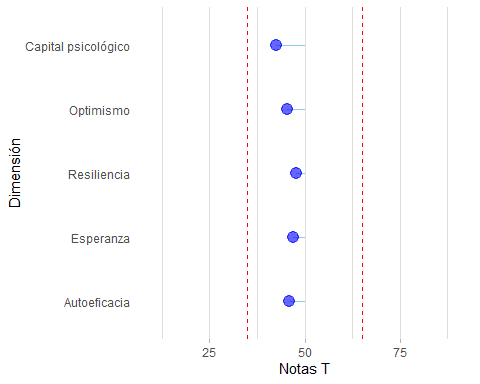 Capital psicológico
Optimismo
Resiliencia
Esperanza
Autoeficacia
Dimensión
25 50 75
Notas T